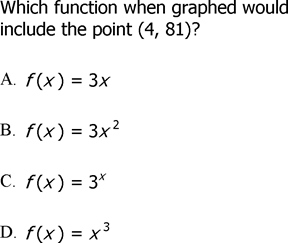 Which function when graphed would
include the point (4, 81)?
A. f(x) = 3x
B. f(x) = 3x²
C. f(x) = 3ˣ
D. f(x) = x³